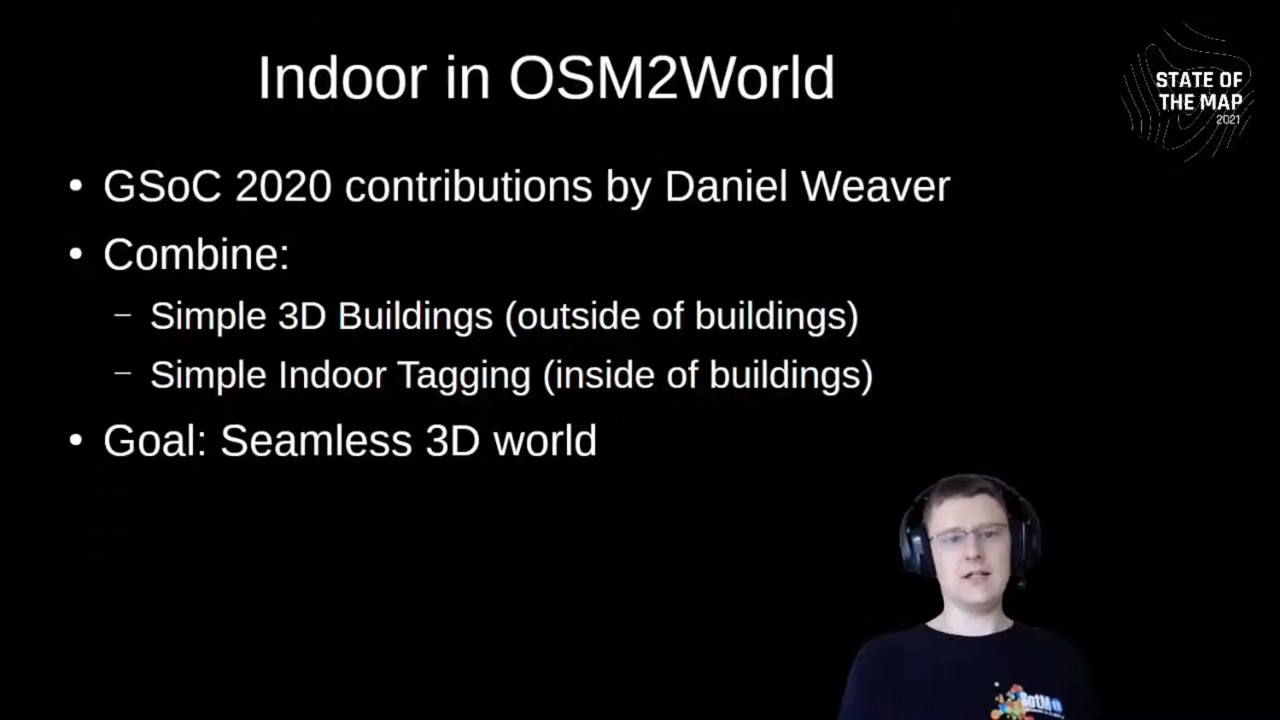 Indoor in OSM2World
STATE OF
THE MAP
2021
• GSoC 2020 contributions by Daniel Weaver
• Combine:
– Simple 3D Buildings (outside of buildings)
– Simple Indoor Tagging (inside of buildings)
• Goal: Seamless 3D world
SotM